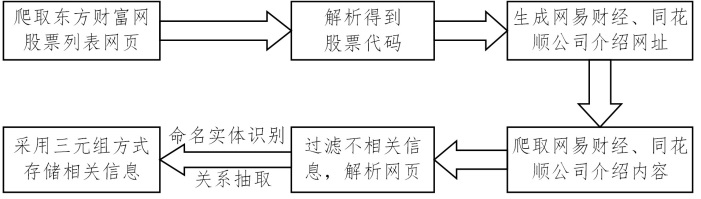 爬取东方财富网
股票列表网页
解析得到
股票代码
生成网易财经、同花
顺公司介绍网址
爬取网易财经、同花
顺公司介绍内容
过滤不相关信
息，解析网页
命名实体识别
关系抽取
采用三元组方式
存储相关信息